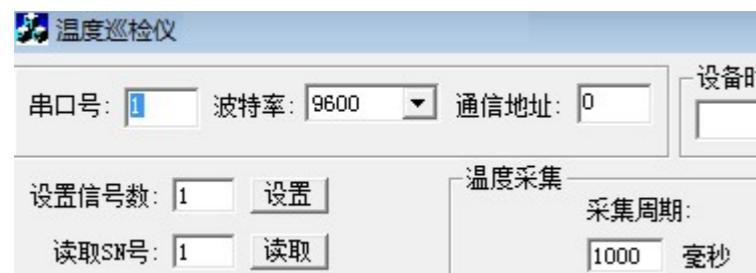 温度巡检仪
串口号: 1 波特率: 9600 通信地址: 0
设备
设置信号数: 1 设置
温度采集
采集周期:
读取SN号: 1 读取
1000 毫秒